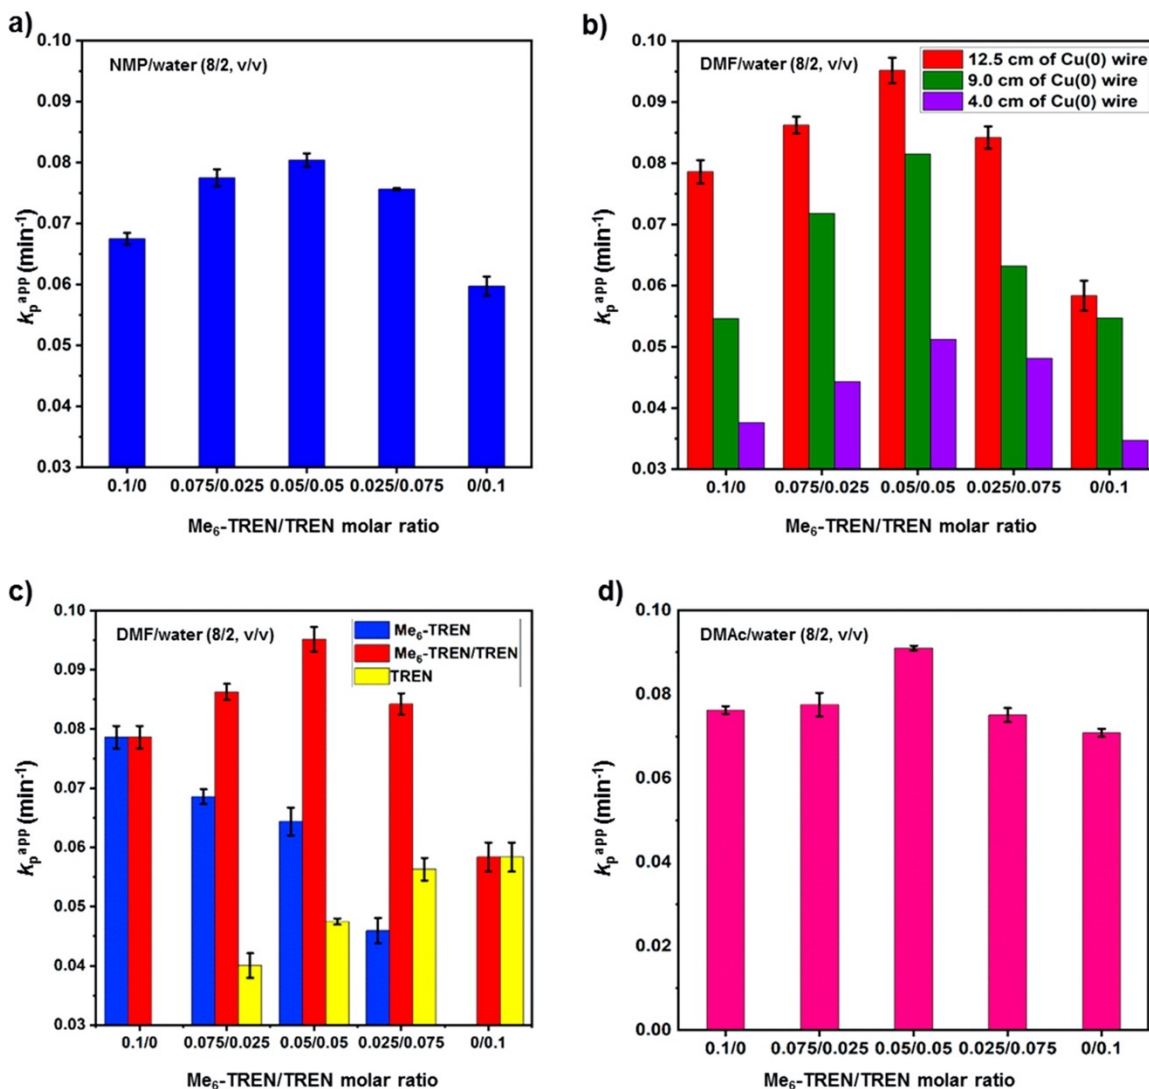 a)
NMP/water (8/2, v/v)
0.10
0.09
0.08
0.07
0.06
0.05
0.04
0.03
kₚᵃᵖᵖ (min⁻¹)
0.1/0 0.075/0.025 0.05/0.05 0.025/0.075 0/0.1
Me₆-TREN/TREN molar ratio
b)
DMF/water (8/2, v/v)
12.5 cm of Cu(0) wire
9.0 cm of Cu(0) wire
4.0 cm of Cu(0) wire
0.10
0.09
0.08
0.07
0.06
0.05
0.04
0.03
kₚᵃᵖᵖ (min⁻¹)
0.1/0 0.075/0.025 0.05/0.05 0.025/0.075 0/0.1
Me₆-TREN/TREN molar ratio
c)
DMF/water (8/2, v/v)
Me₆-TREN
Me₆-TREN/TREN
TREN
0.10
0.09
0.08
0.07
0.06
0.05
0.04
0.03
kₚᵃᵖᵖ (min⁻¹)
0.1/0 0.075/0.025 0.05/0.05 0.025/0.075 0/0.1
Me₆-TREN/TREN molar ratio
d)
DMAc/water (8/2, v/v)
0.10
0.08
0.06
0.04
0.02
0.00
kₚᵃᵖᵖ (min⁻¹)
0.1/0 0.075/0.025 0.05/0.05 0.025/0.075 0/0.1
Me₆-TREN/TREN molar ratio